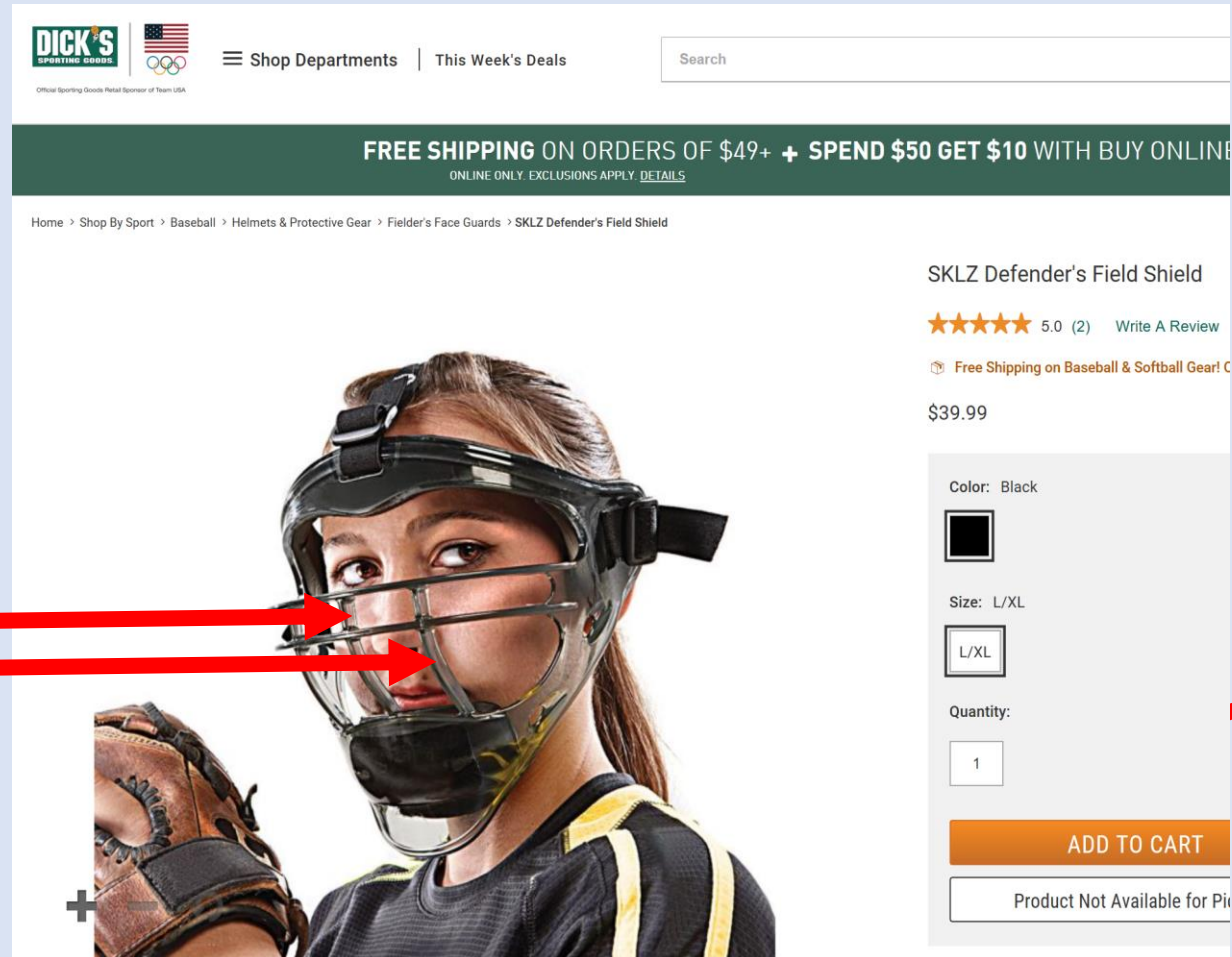 DICK'S
SPORTING GOODS
Official Sporting Goods Retail Sponsor of Team USA
Shop Departments | This Week's Deals
Search
FREE SHIPPING ON ORDERS OF $49+ + SPEND $50 GET $10 WITH BUY ONLINE
ONLINE ONLY. EXCLUSIONS APPLY. DETAILS
Home > Shop By Sport > Baseball > Helmets & Protective Gear > Fielder's Face Guards > SKLZ Defender's Field Shield
SKLZ Defender's Field Shield
5.0 (2) Write A Review
Free Shipping on Baseball & Softball Gear!
$39.99
Color: Black
Size: L/XL
L/XL
Quantity:
1
ADD TO CART
Product Not Available for